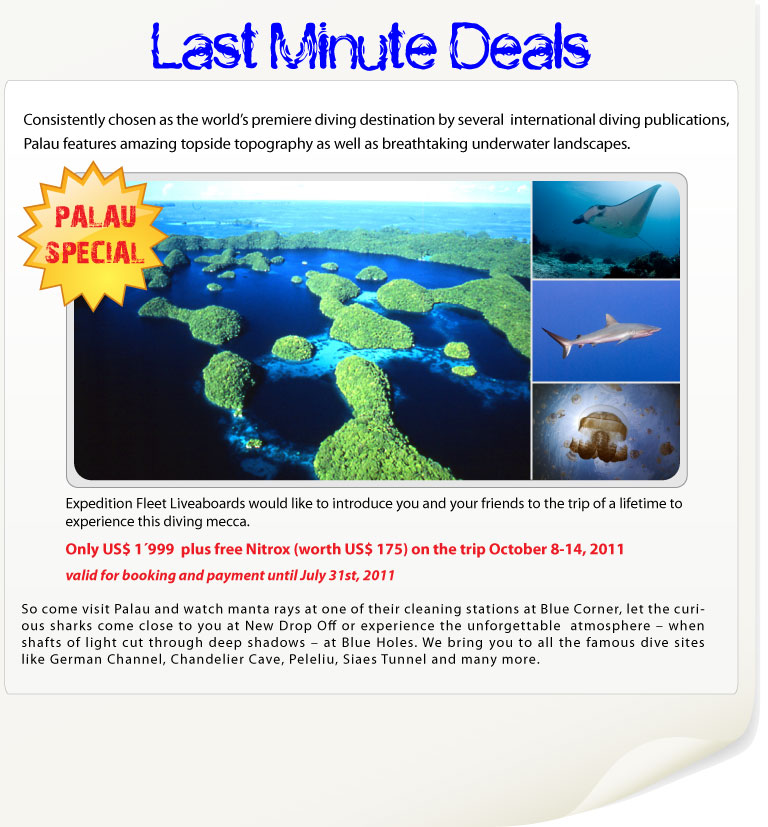 Last Minute Deals
Consistently chosen as the world's premiere diving destination by several  international diving publications,
Palau features amazing topside topography as well as breathtaking underwater landscapes.
PALAU
SPECIAL
Expedition Fleet Liveaboards would like to introduce you and your friends to the trip of a lifetime to
experience this diving mecca.
Only US$ 1´999  plus free Nitrox (worth US$ 175) on the trip October 8-14, 2011
valid for booking and payment until July 31st, 2011
So come visit Palau and watch manta rays at one of their cleaning stations at Blue Corner, let the curi-
ous sharks come close to you at New Drop Off or experience the unforgettable  atmosphere – when
shafts of light cut through deep shadows – at Blue Holes. We bring you to all the famous dive sites
like German Channel, Chandelier Cave, Peleliu, Siaes Tunnel and many more.